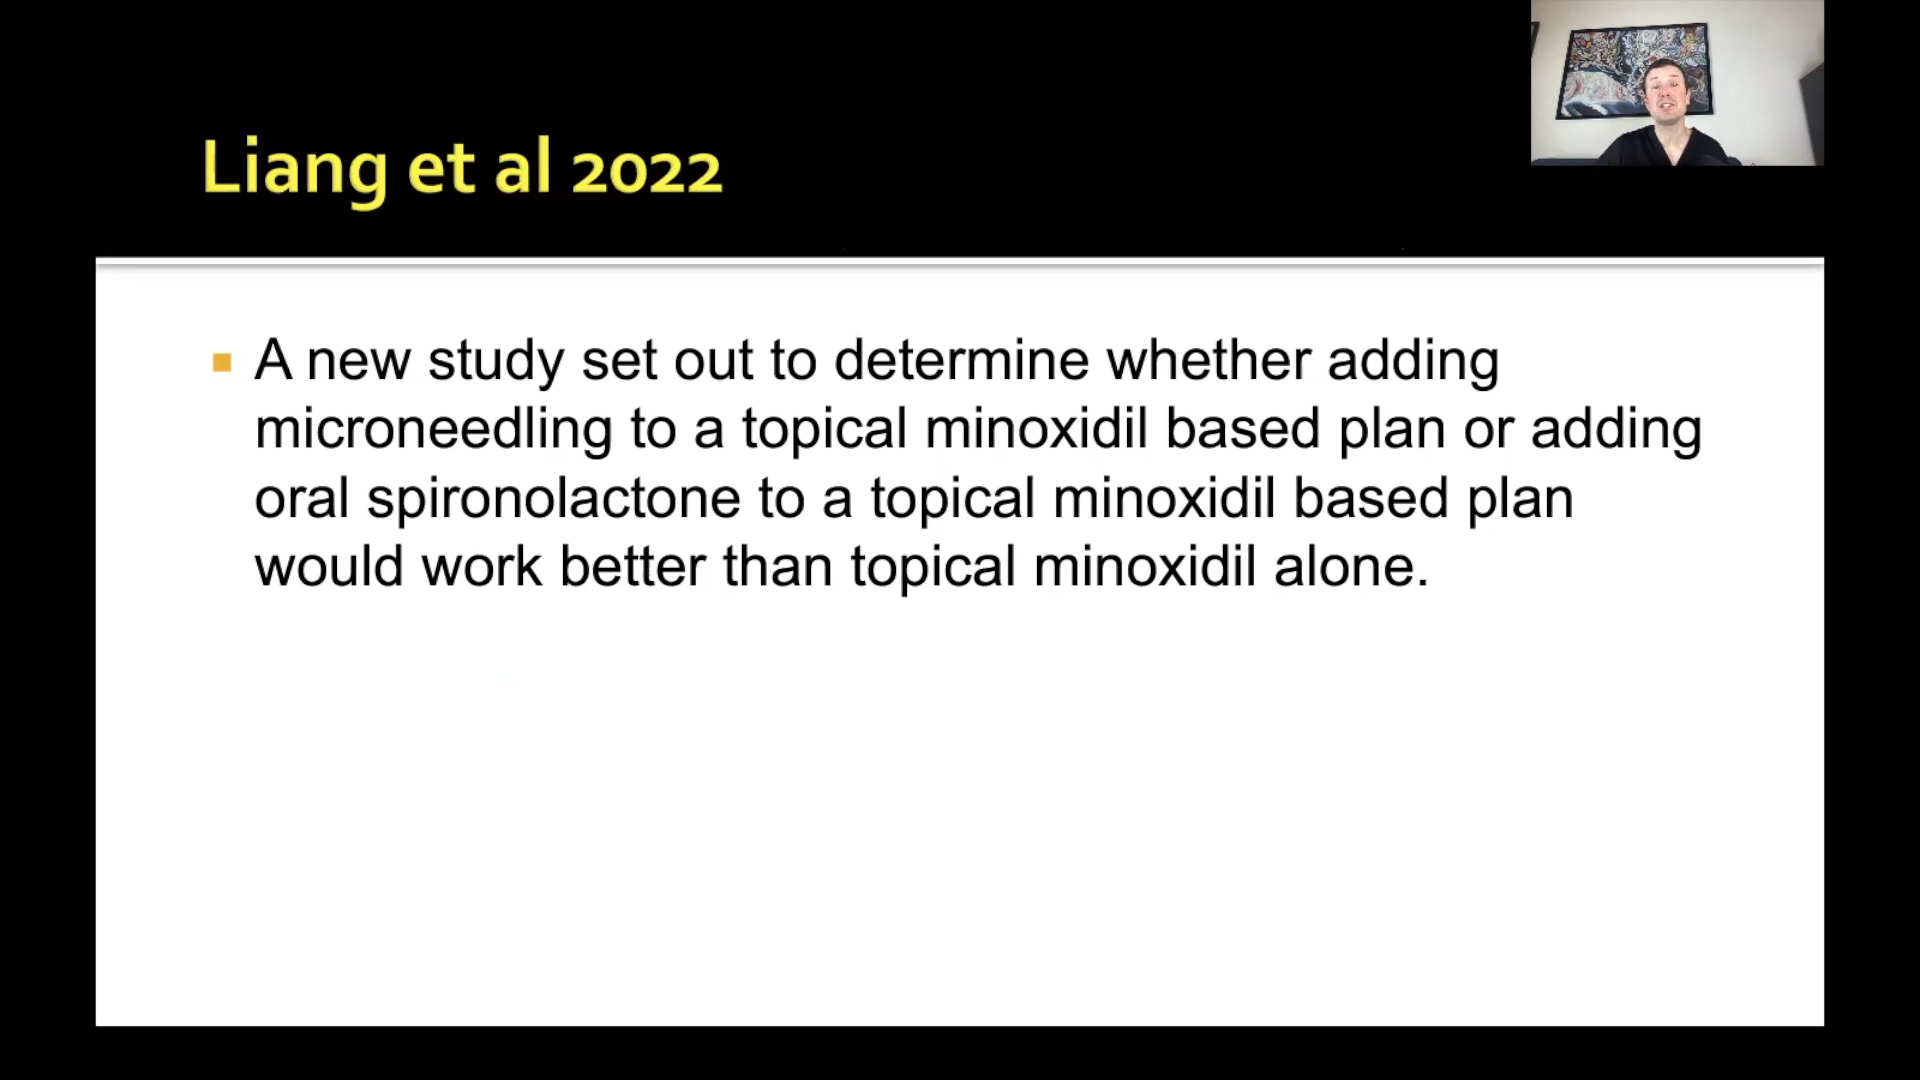 Liang et al 2022
A new study set out to determine whether adding
microneedling to a topical minoxidil based plan or adding
oral spironolactone to a topical minoxidil based plan
would work better than topical minoxidil alone.